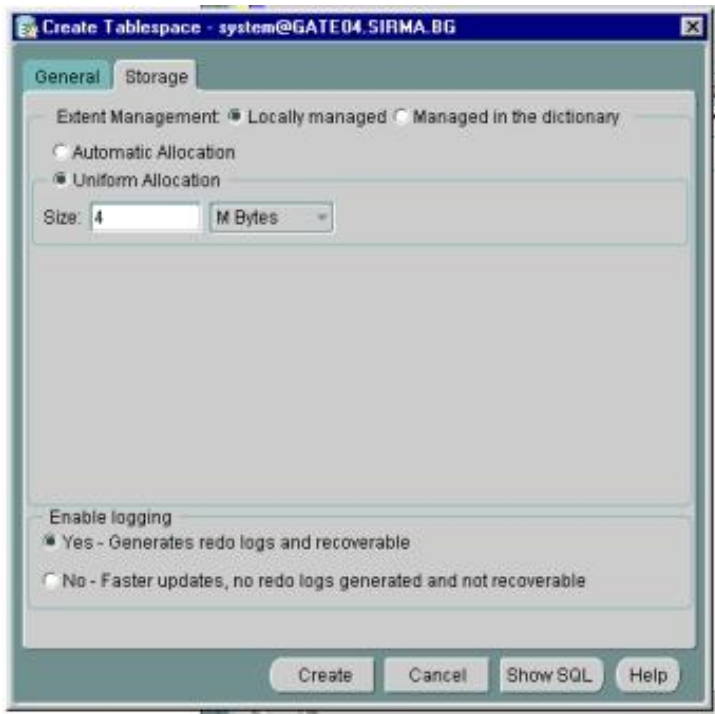 Create Tablespace - system@GATE04.SIRMA.BG
General Storage
Extent Management: Locally managed Managed in the dictionary
Automatic Allocation
Uniform Allocation
Size: 4 M Bytes
Enable logging
Yes - Generates redo logs and recoverable
No - Faster updates, no redo logs generated and not recoverable
Create Cancel Show SQL Help